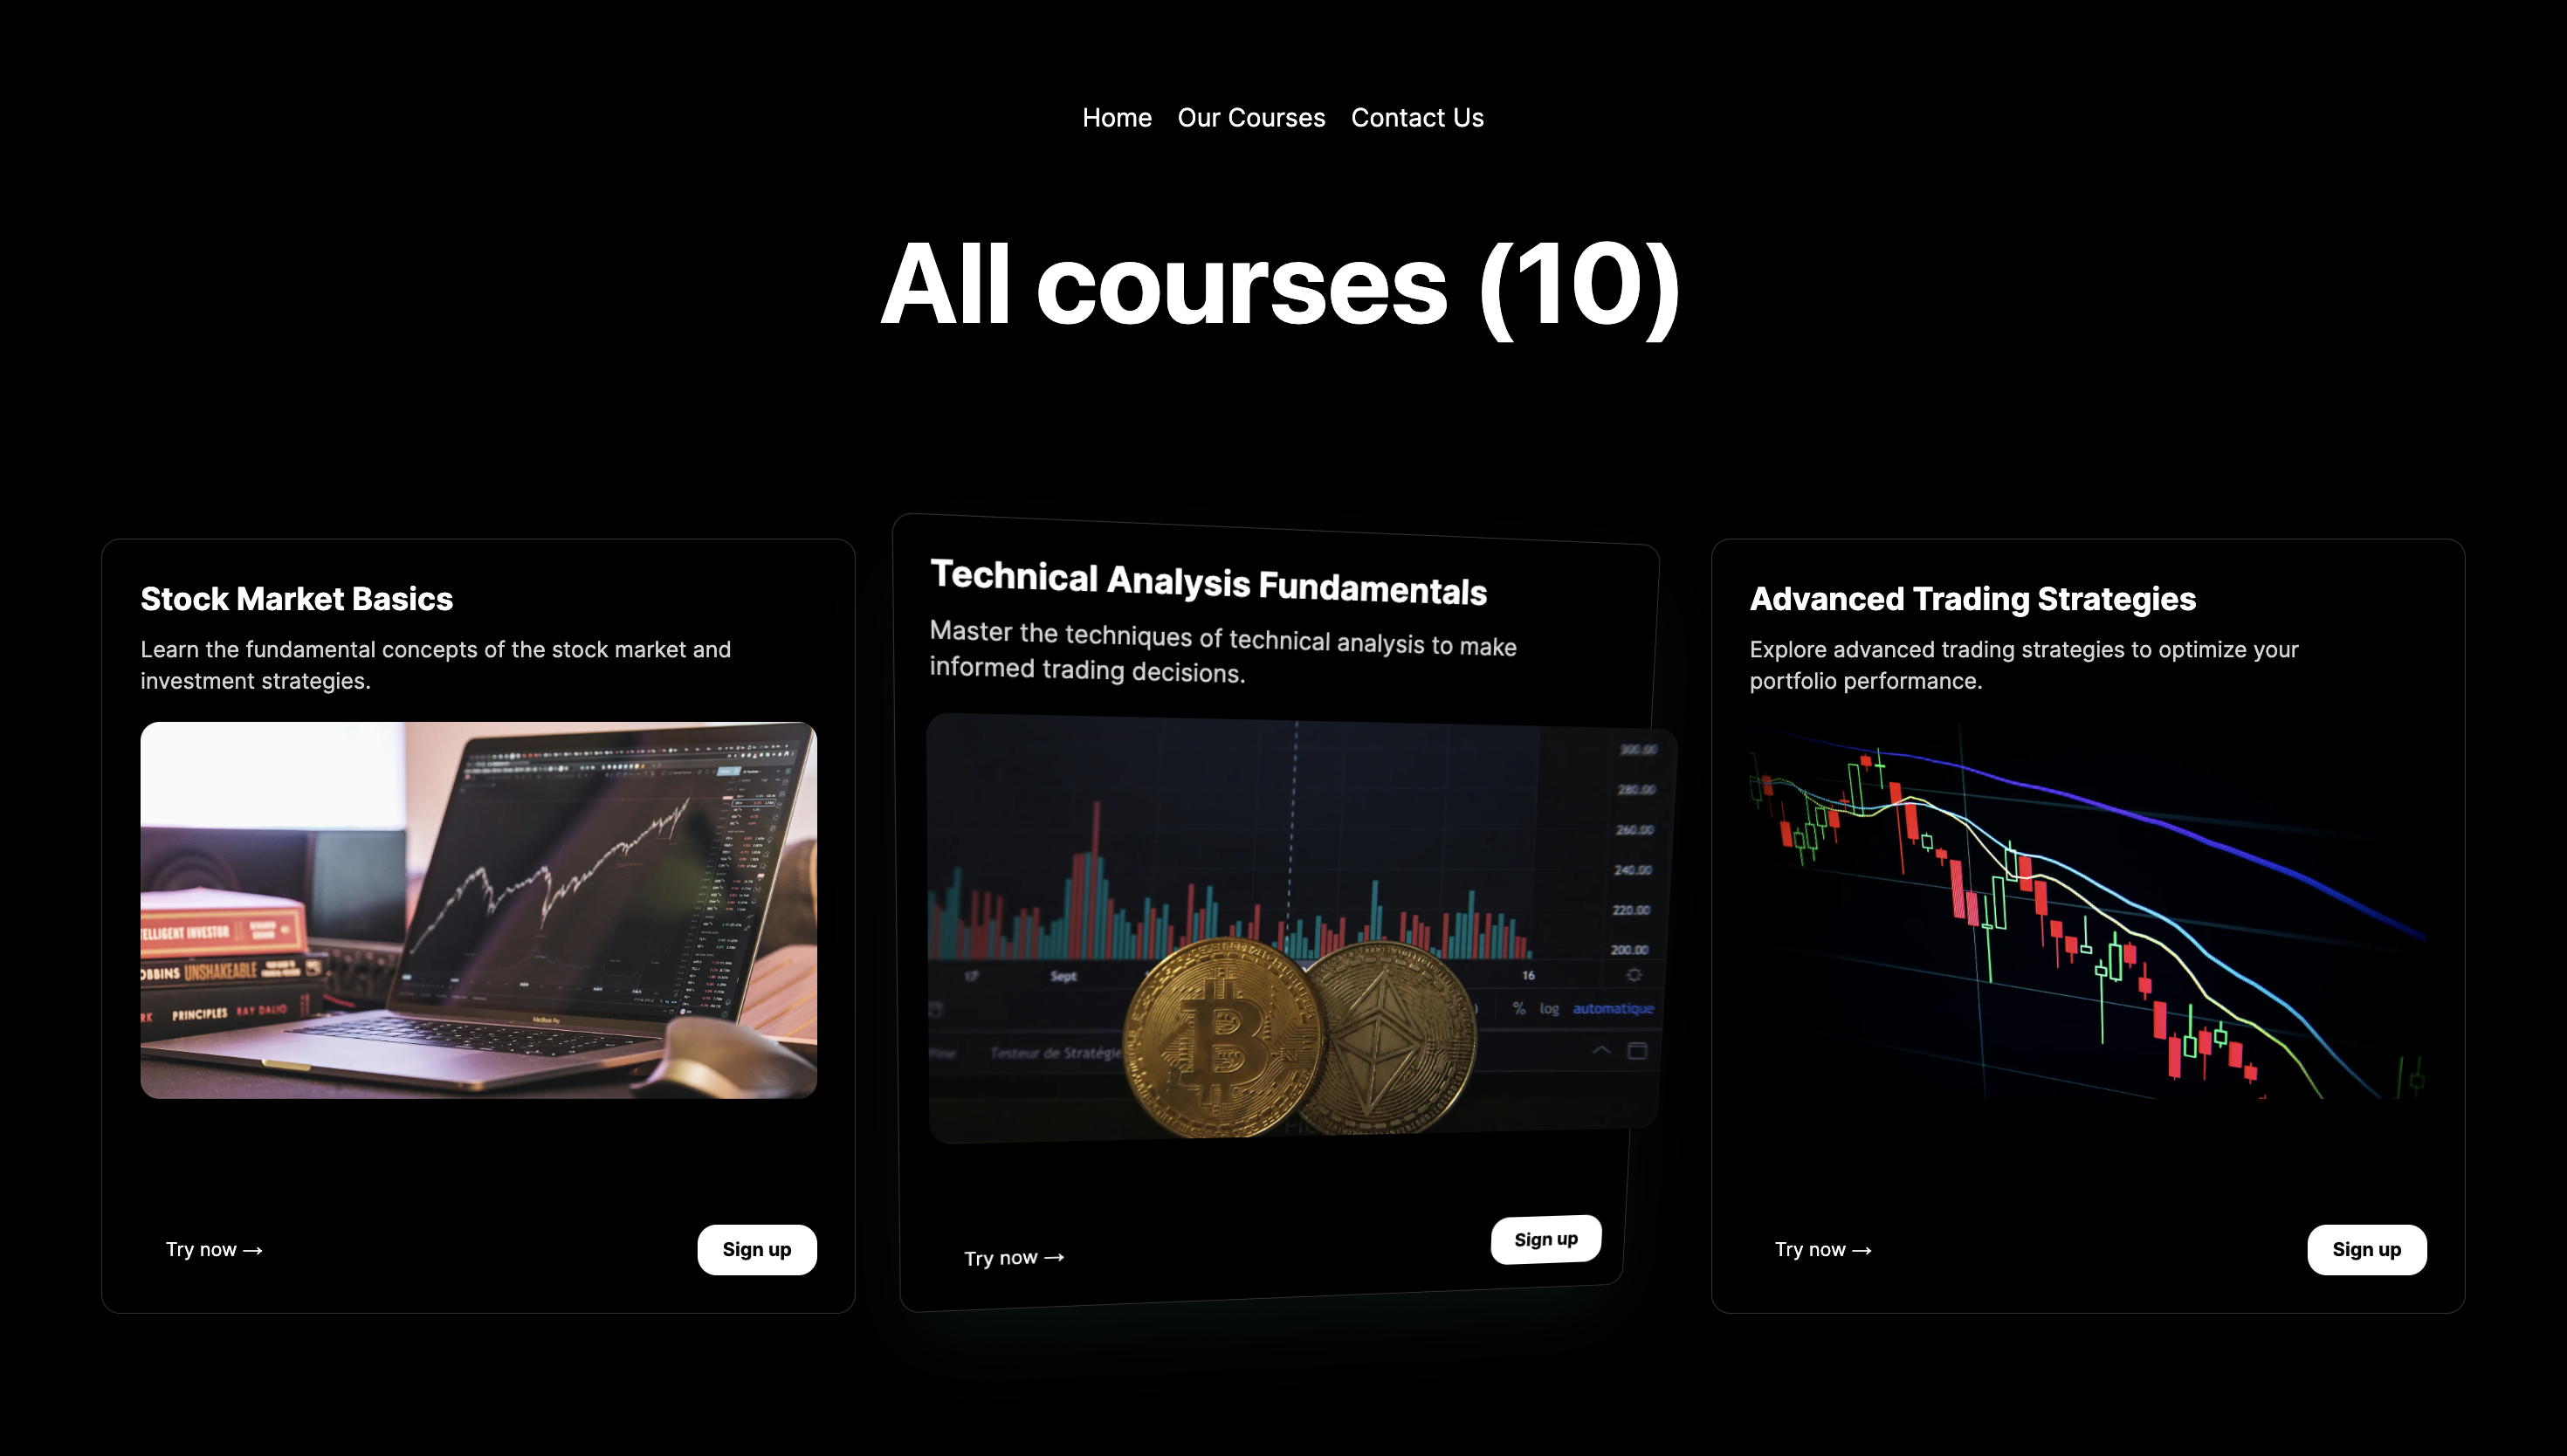 Home Our Courses Contact Us
All courses (10)
Stock Market Basics
Learn the fundamental concepts of the stock market and
investment strategies.
TELLIGENT INVESTOR
OBBINS UNSHAKEABLE
RK PRINCIPLES RAY DALIO
MacBook Pro
Try now →
Sign up
Technical Analysis Fundamentals
Master the techniques of technical analysis to make
informed trading decisions.
300.00
280.00
260.00
240.00
220.00
200.00
17 Sept 16
% log automatique
Testeur de Stratégie
Try now →
Sign up
Advanced Trading Strategies
Explore advanced trading strategies to optimize your
portfolio performance.
Try now →
Sign up